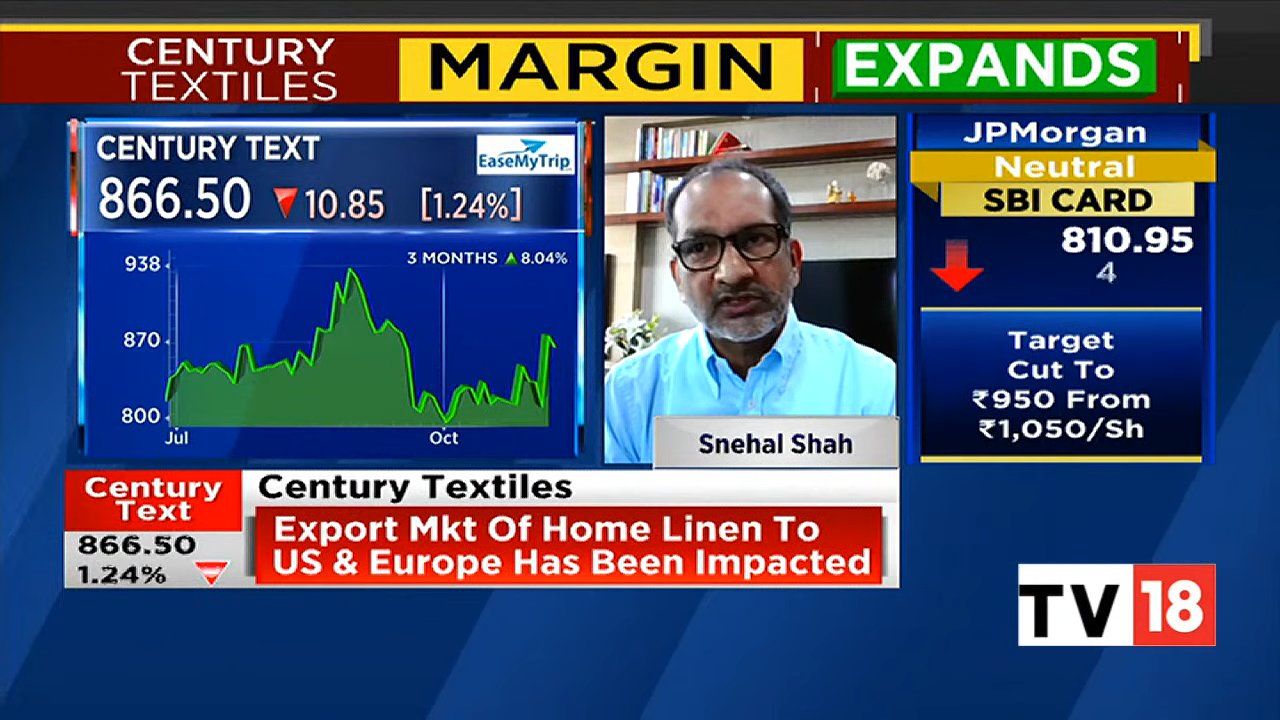 CENTURY
TEXTILES
MARGIN
EXPANDS
CENTURY TEXT
EaseMyTrip
866.50 ▼ 10.85 [1.24%]
3 MONTHS ▲ 8.04%
938
870
800
Jul
Oct
Snehal Shah
JPMorgan
Neutral
SBI CARD
810.95
4
Target
Cut To
₹950 From
₹1,050/Sh
Century
Text
866.50
1.24% ▼
Century Textiles
Export Mkt Of Home Linen To
US & Europe Has Been Impacted
TV18